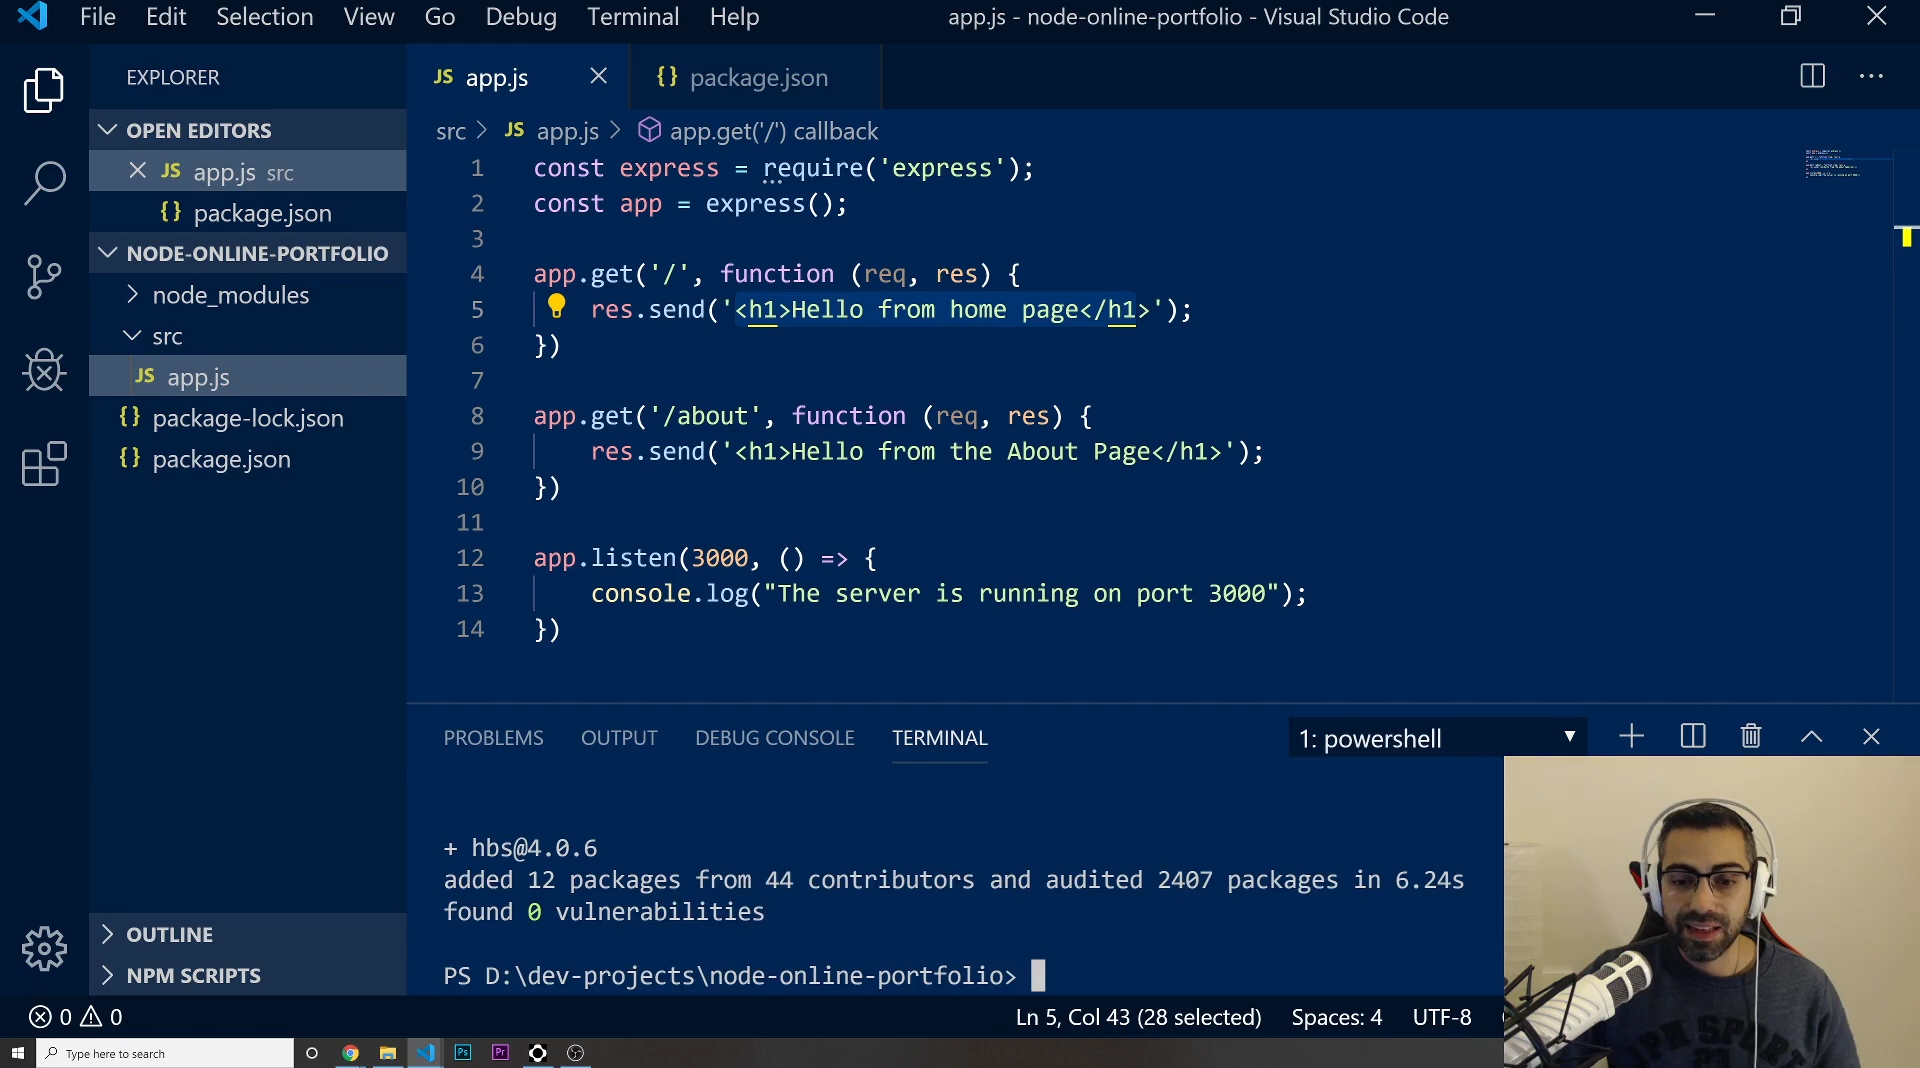 File Edit Selection View Go Debug Terminal Help app.js - node-online-portfolio - Visual Studio Code
EXPLORER
OPEN EDITORS
JS app.js src
{} package.json
NODE-ONLINE-PORTFOLIO
node_modules
src
JS app.js
{} package-lock.json
{} package.json
OUTLINE
NPM SCRIPTS
JS app.js {} package.json
src > JS app.js > app.get('/') callback
1 const express = require('express');
2 const app = express();
3
4 app.get('/', function (req, res) {
5 res.send('<h1>Hello from home page</h1>');
6 })
7
8 app.get('/about', function (req, res) {
9 res.send('<h1>Hello from the About Page</h1>');
10 })
11
12 app.listen(3000, () => {
13 console.log("The server is running on port 3000");
14 })
PROBLEMS OUTPUT DEBUG CONSOLE TERMINAL 1: powershell
+ hbs@4.0.6
added 12 packages from 44 contributors and audited 2407 packages in 6.24s
found 0 vulnerabilities
PS D:\dev-projects\node-online-portfolio>
0 0 Ln 5, Col 43 (28 selected) Spaces: 4 UTF-8
Type here to search Ps Pr